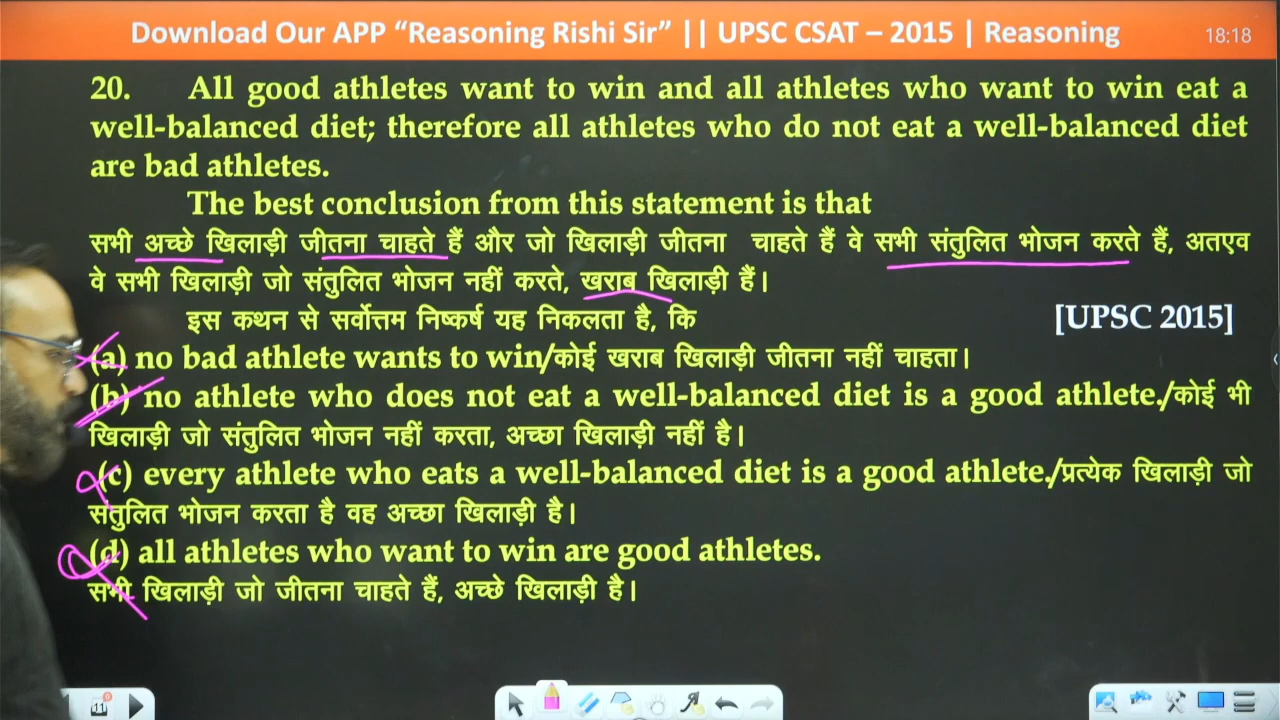 Download Our APP “Reasoning Rishi Sir” || UPSC CSAT – 2015 | Reasoning
18:18
20. All good athletes want to win and all athletes who want to win eat a
well-balanced diet; therefore all athletes who do not eat a well-balanced diet
are bad athletes.
The best conclusion from this statement is that
सभी अच्छे खिलाड़ी जीतना चाहते हैं और जो खिलाड़ी जीतना चाहते हैं वे सभी संतुलित भोजन करते हैं, अतएव
वे सभी खिलाड़ी जो संतुलित भोजन नहीं करते, खराब खिलाड़ी हैं।
इस कथन से सर्वोत्तम निष्कर्ष यह निकलता है, कि [UPSC 2015]
(a) no bad athlete wants to win/कोई खराब खिलाड़ी जीतना नहीं चाहता।
(b) no athlete who does not eat a well-balanced diet is a good athlete./कोई भी
खिलाड़ी जो संतुलित भोजन नहीं करता, अच्छा खिलाड़ी नहीं है।
(c) every athlete who eats a well-balanced diet is a good athlete./प्रत्येक खिलाड़ी जो
संतुलित भोजन करता है वह अच्छा खिलाड़ी है।
(d) all athletes who want to win are good athletes.
सभी खिलाड़ी जो जीतना चाहते हैं, अच्छे खिलाड़ी है।
11